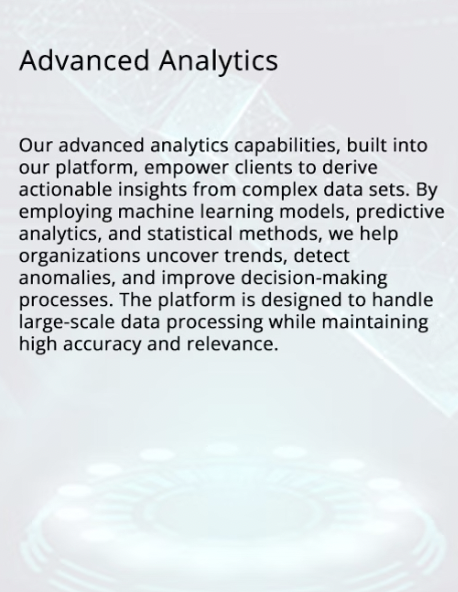 Advanced Analytics
Our advanced analytics capabilities, built into
our platform, empower clients to derive
actionable insights from complex data sets. By
employing machine learning models, predictive
analytics, and statistical methods, we help
organizations uncover trends, detect
anomalies, and improve decision-making
processes. The platform is designed to handle
large-scale data processing while maintaining
high accuracy and relevance.